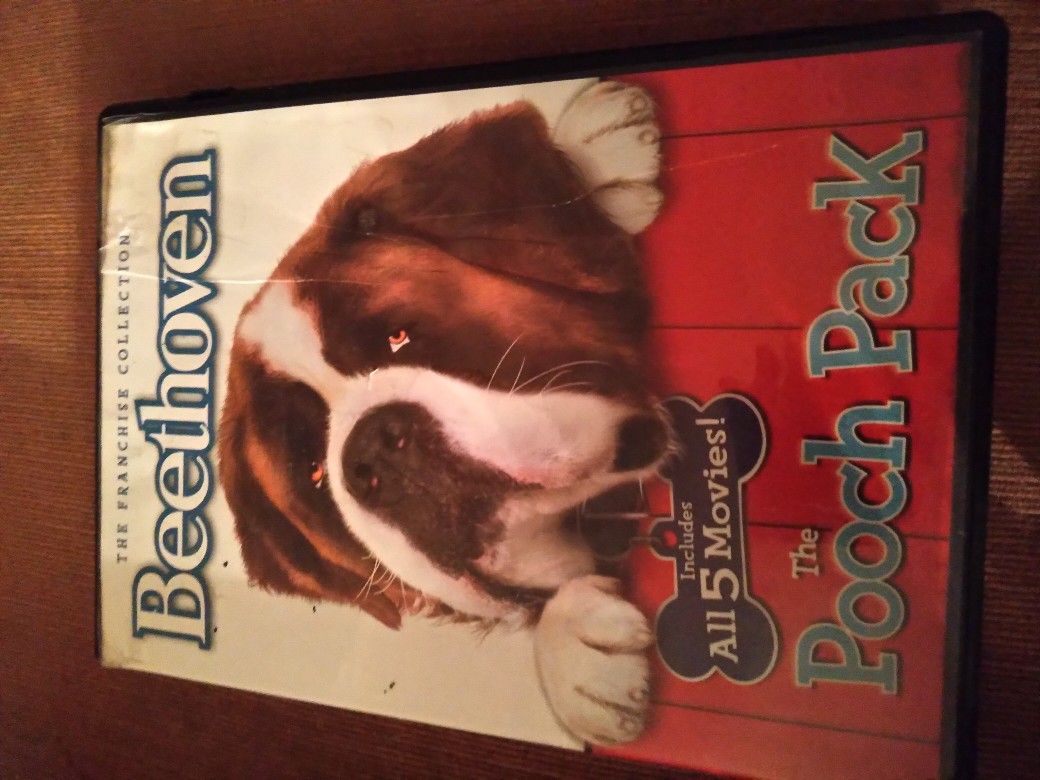 THE FRANCHISE COLLECTION
Beethoven
Includes
All 5 Movies!
The
Pooch Pack